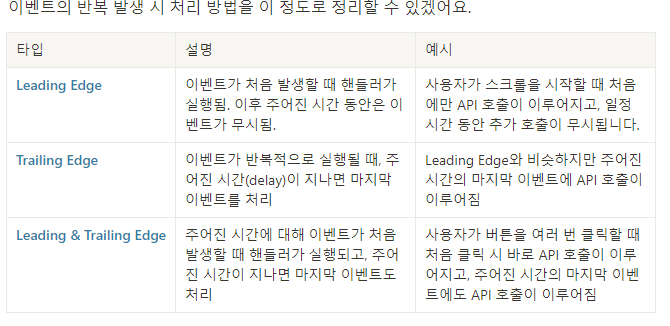 이벤트의 반복 발생 시 처리 방법을 이 정도로 정리할 수 있겠어요.
타입
설명
예시
Leading Edge
이벤트가 처음 발생할 때 핸들러가
실행됨. 이후 주어진 시간 동안은 이
벤트가 무시됨.
사용자가 스크롤을 시작할 때 처음
에만 API 호출이 이루어지고, 일정
시간 동안 추가 호출이 무시됩니다.
Trailing Edge
이벤트가 반복적으로 실행될 때, 주
어진 시간(delay)이 지나면 마지막
이벤트를 처리
Leading Edge와 비슷하지만 주어진
시간의 마지막 이벤트에 API 호출이
이루어짐
Leading & Trailing Edge
주어진 시간에 대해 이벤트가 처음
발생할 때 핸들러가 실행되고, 주어
진 시간이 지나면 마지막 이벤트도
처리
사용자가 버튼을 여러 번 클릭할 때
처음 클릭 시 바로 API 호출이 이루
어지고, 주어진 시간의 마지막 이벤
트에도 API 호출이 이루어짐